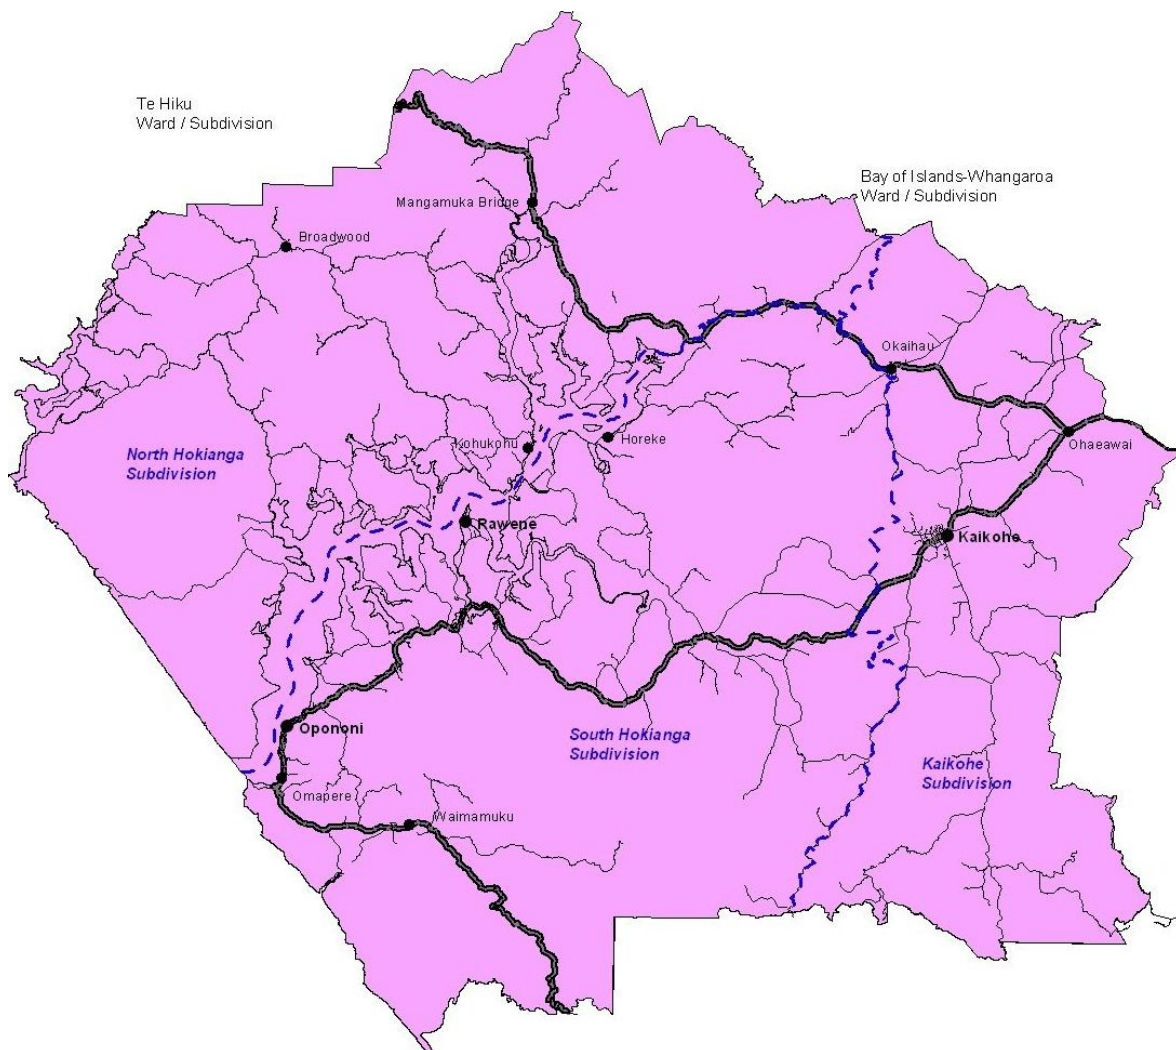 Te Hiku
Ward / Subdivision
Bay of Islands-Whangaroa
Ward / Subdivision
Mangamuka Bridge
Broadwood
Okaihau
Ohaeawai
Kohukohu
Horeke
North Hokianga
Subdivision
Rawene
Kaikohe
Opononi
South Hokianga
Subdivision
Kaikohe
Subdivision
Omapere
Waimamuku